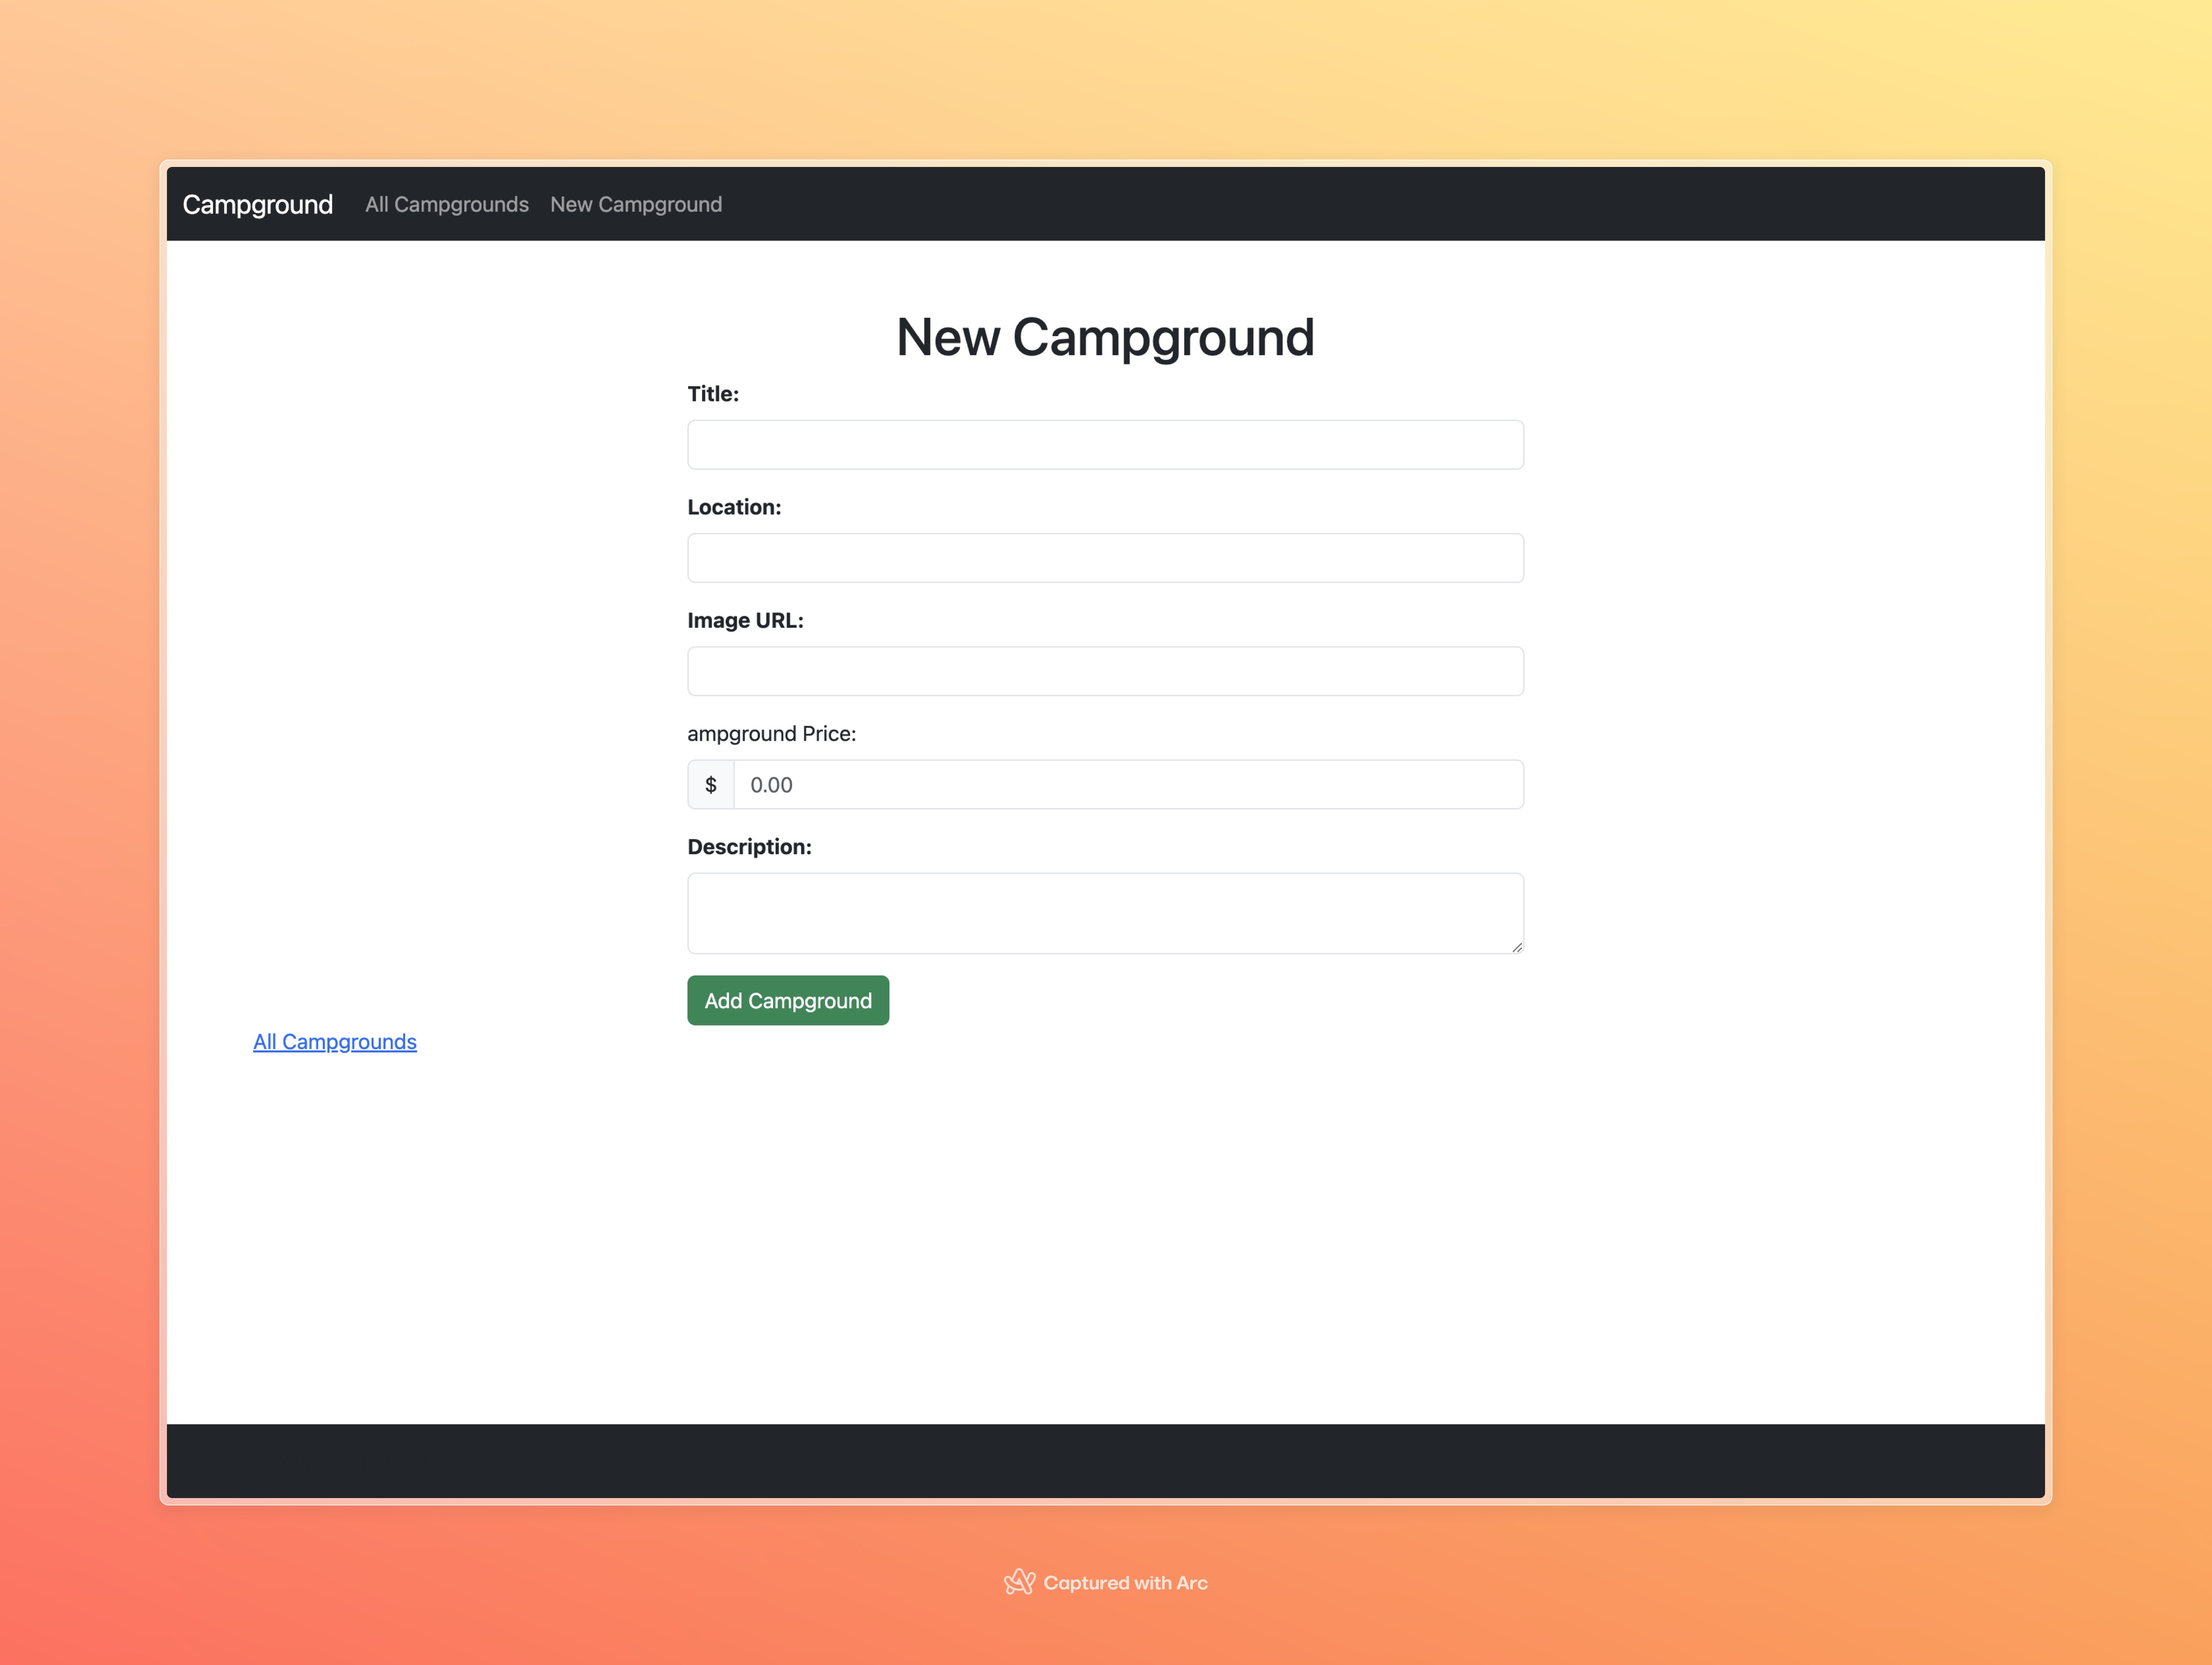 Campground All Campgrounds New Campground
New Campground
Title:
Location:
Image URL:
ampground Price:
$ 0.00
Description:
Add Campground
All Campgrounds
Captured with Arc